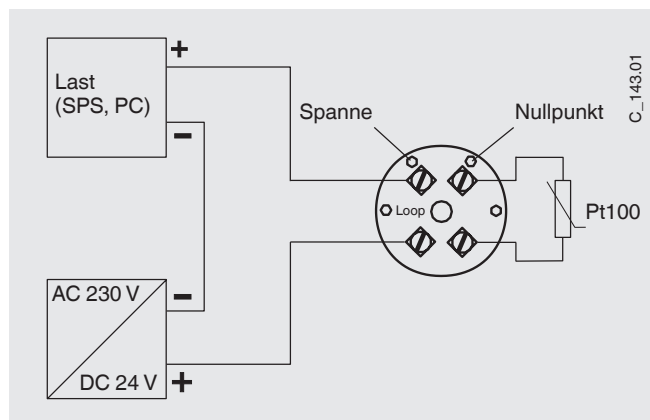 +
Last
(SPS, PC)
−
Spanne
Nullpunkt
C_143.01
Loop
Pt100
AC 230 V
−
DC 24 V
+